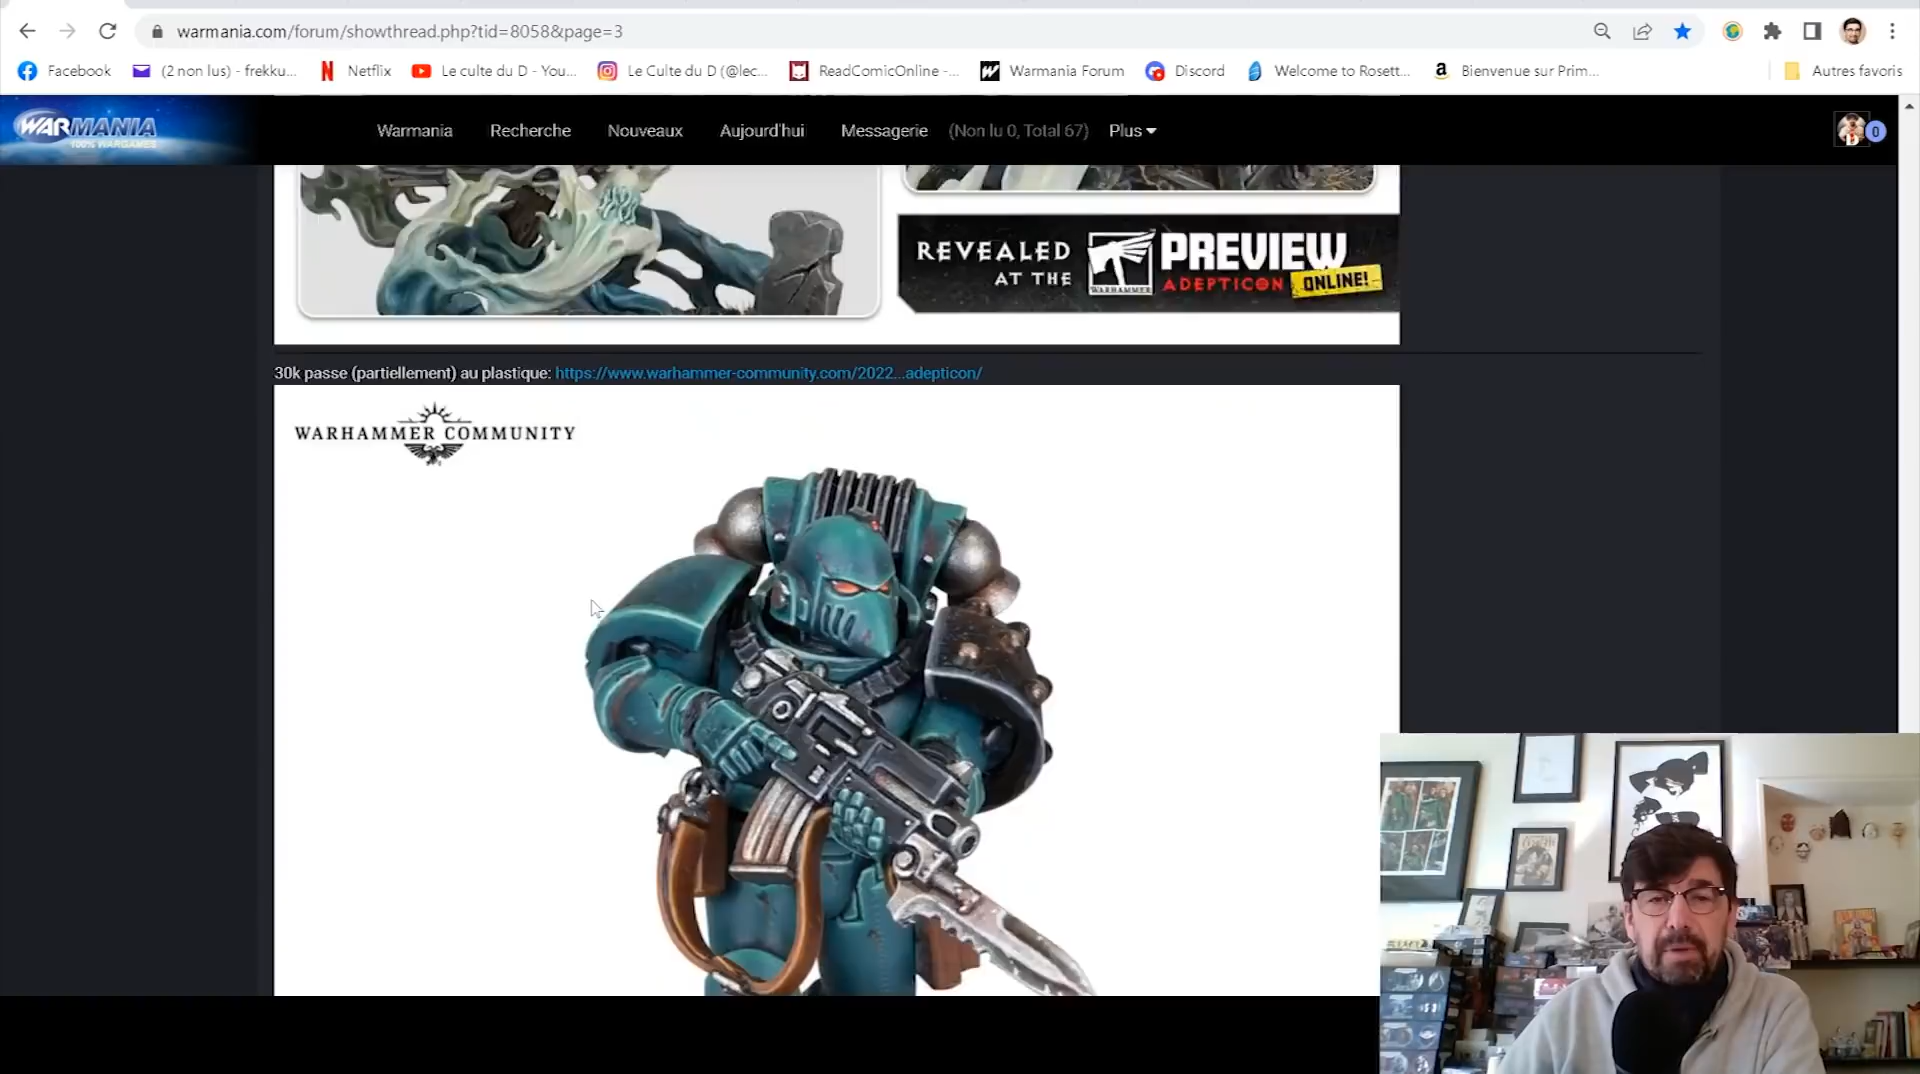 warmania.com/forum/showthread.php?tid=8058&page=3
Facebook
(2 non lus) - frekku...
Netflix
Le culte du D - You...
Le Culte du D (@lec...
ReadComicOnline -...
Warmania Forum
Discord
Welcome to Rosett...
Bienvenue sur Prim...
Autres favoris
WARMANIA
100% WARGAMES
Warmania
Recherche
Nouveaux
Aujourd'hui
Messagerie
(Non lu 0, Total 67)
Plus
0
REVEALED
AT THE
WARHAMMER
PREVIEW
ADEPTICON
ONLINE!
30k passe (partiellement) au plastique: https://www.warhammer-community.com/2022...adepticon/
WARHAMMER COMMUNITY